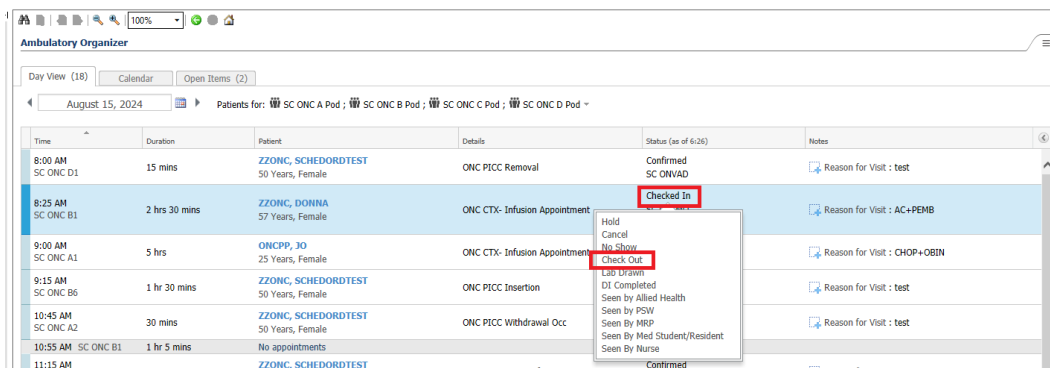 100%
Ambulatory Organizer
Day View (18) Calendar Open Items (2)
August 15, 2024 Patients for: SC ONC A Pod ; SC ONC B Pod ; SC ONC C Pod ; SC ONC D Pod
Time Duration Patient Details Status (as of 6:26) Notes
8:00 AM ZZONC, SCHEDORDTEST Confirmed
SC ONC D1 15 mins 50 Years, Female ONC PICC Removal SC ONVAD Reason for Visit : test
8:25 AM ZZONC, DONNA Checked In
SC ONC B1 2 hrs 30 mins 57 Years, Female ONC CTX- Infusion Appointment Reason for Visit : AC+PEMB
9:00 AM ONCPP, JO
SC ONC A1 5 hrs 25 Years, Female ONC CTX- Infusion Appointment Reason for Visit : CHOP+OBIN
9:15 AM ZZONC, SCHEDORDTEST
SC ONC B6 1 hr 30 mins 50 Years, Female ONC PICC Insertion Reason for Visit : test
10:45 AM ZZONC, SCHEDORDTEST
SC ONC A2 30 mins 50 Years, Female ONC PICC Withdrawal Occ Reason for Visit : test
10:55 AM SC ONC B1 1 hr 5 mins No appointments
11:15 AM ZZONC, SCHEDORDTEST Confirmed
Hold
Cancel
No Show
Check Out
Lab Drawn
DI Completed
Seen by Allied Health
Seen by PSW
Seen By MRP
Seen By Med Student/Resident
Seen By Nurse